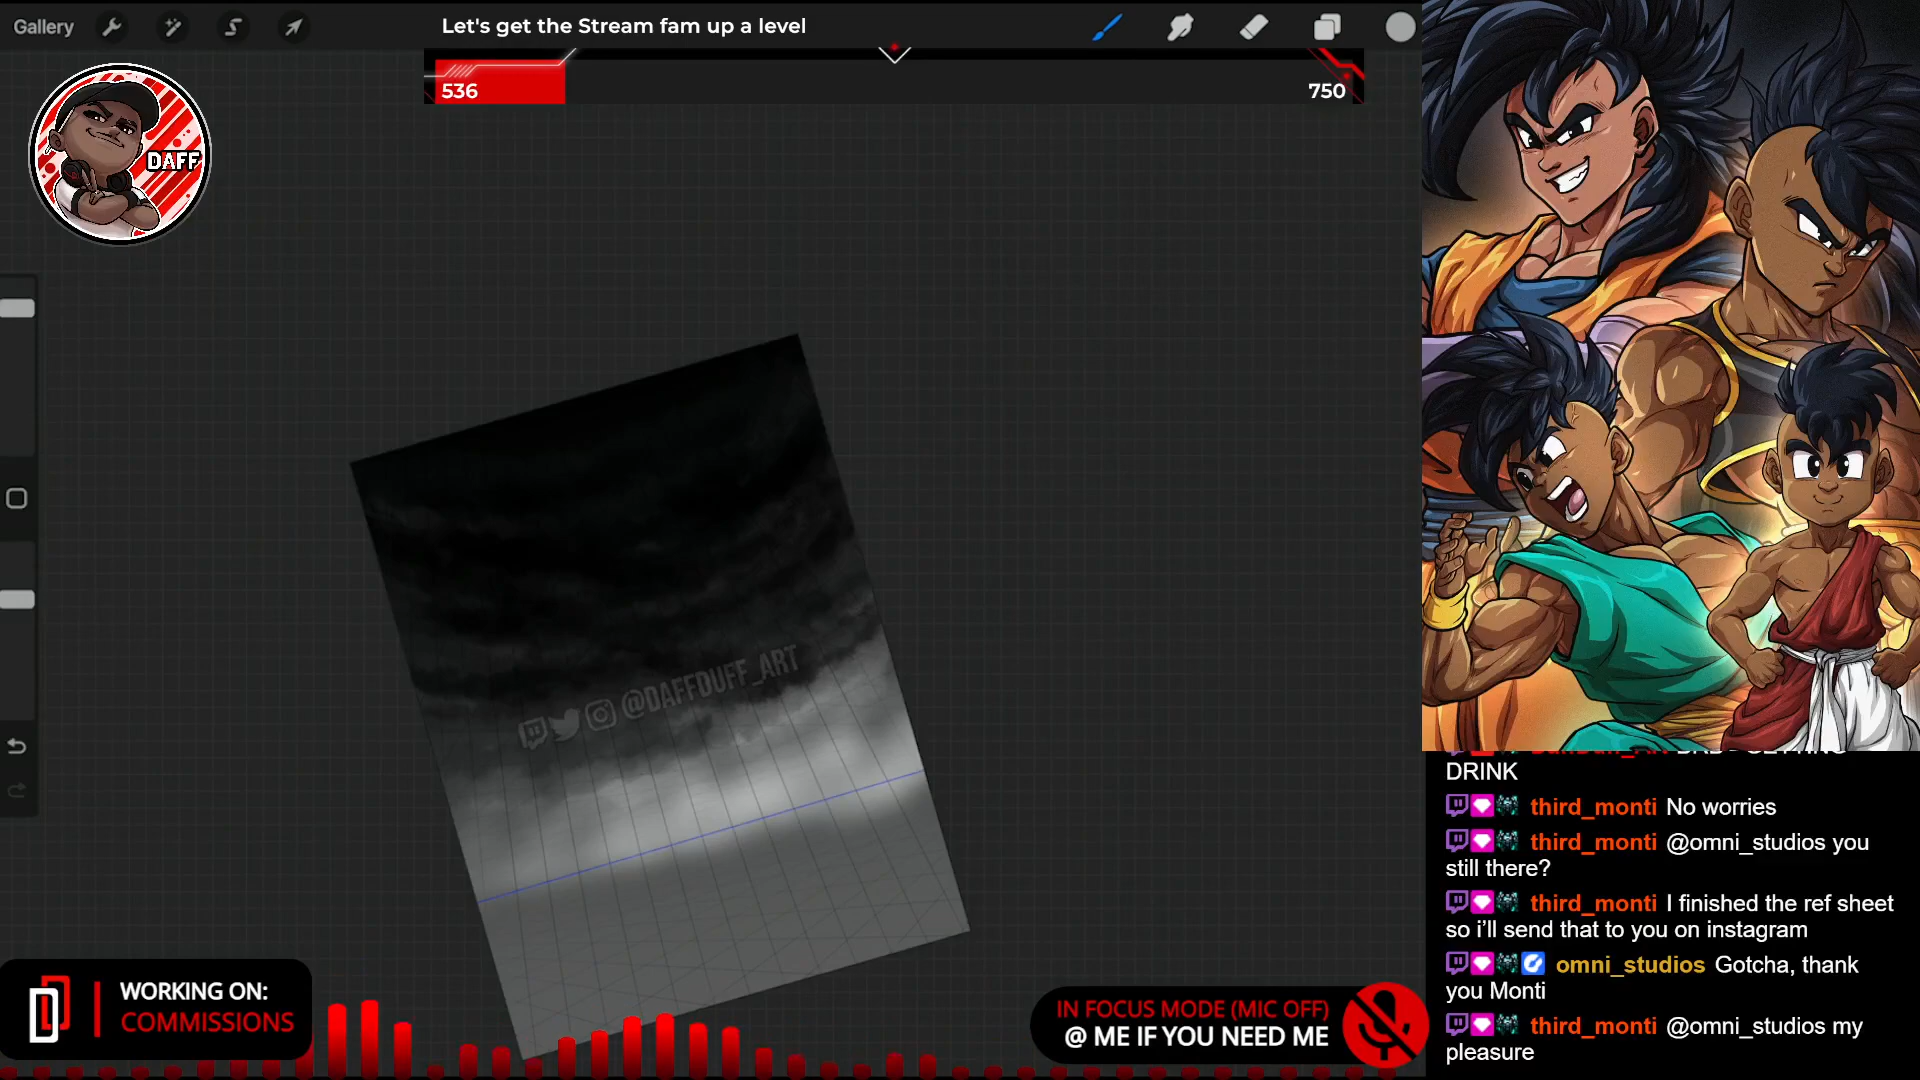 Gallery
Let's get the Stream fam up a level
536
750
DAFF
@DAFFDUFF_ART
WORKING ON:
COMMISSIONS
IN FOCUS MODE (MIC OFF)
@ ME IF YOU NEED ME
DRINK
third_monti No worries
third_monti @omni_studios you
still there?
third_monti I finished the ref sheet
so i'll send that to you on instagram
omni_studios Gotcha, thank
you Monti
third_monti @omni_studios my
pleasure